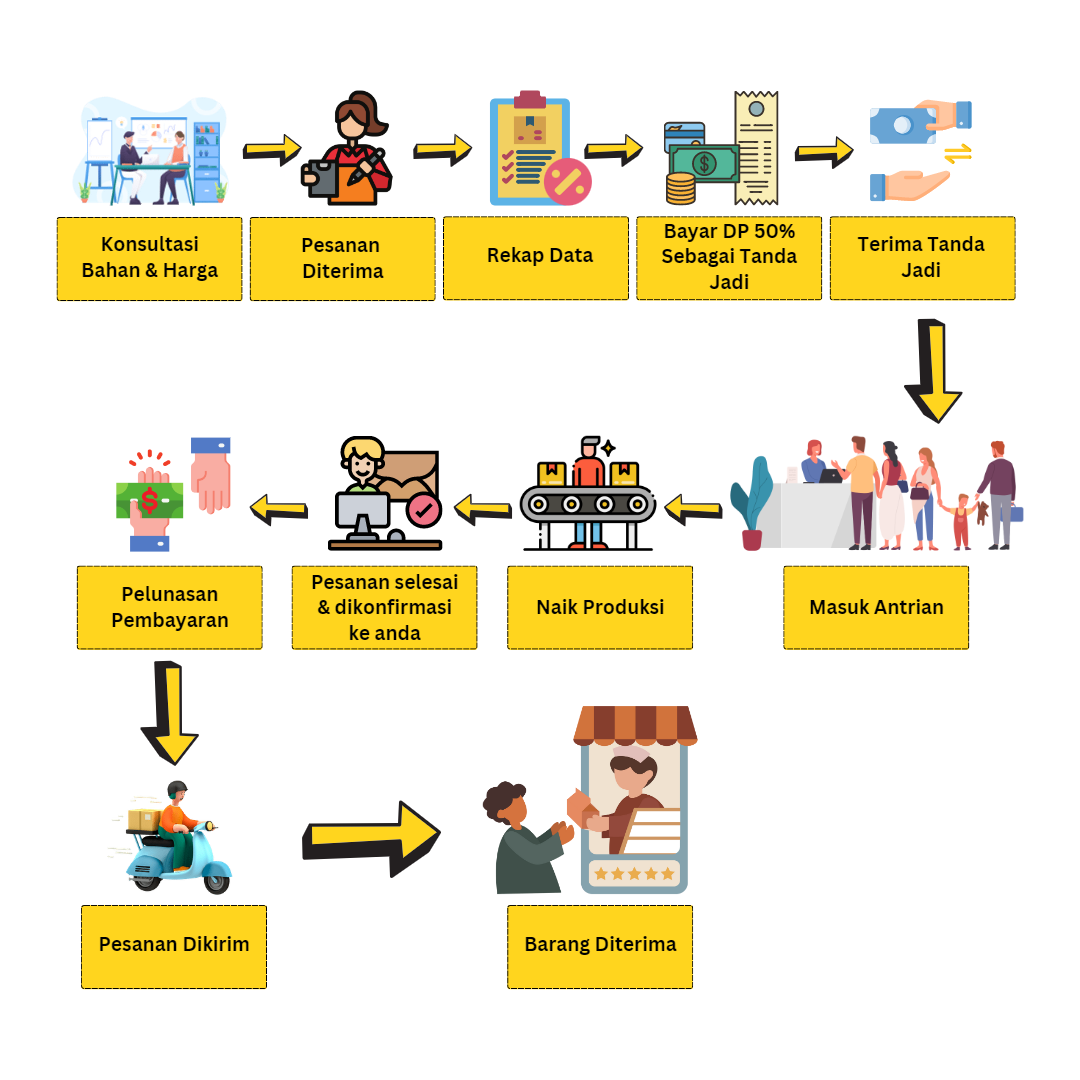 Konsultasi
Bahan & Harga
Pesanan
Diterima
Rekap Data
Bayar DP 50%
Sebagai Tanda
Jadi
Terima Tanda
Jadi
Masuk Antrian
Naik Produksi
Pesanan selesai
& dikonfirmasi
ke anda
Pelunasan
Pembayaran
Pesanan Dikirim
Barang Diterima